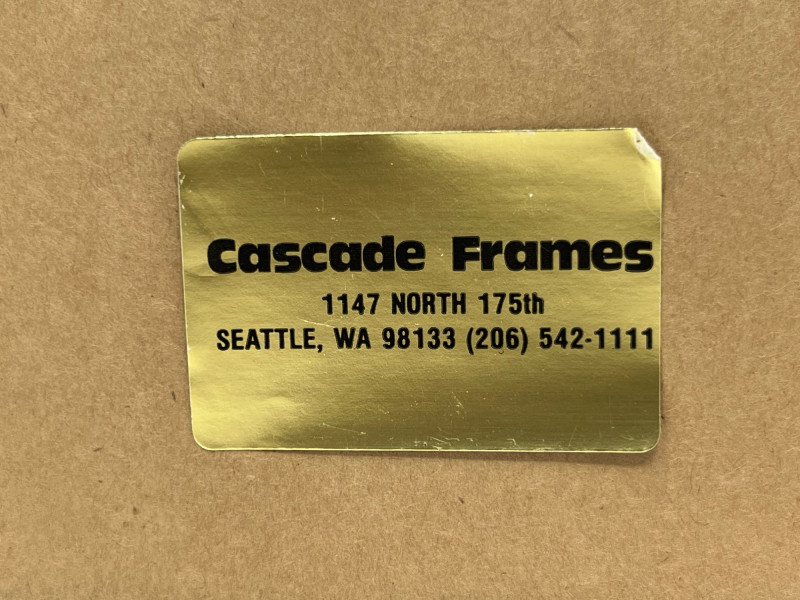 Cascade Frames
1147 NORTH 175th
SEATTLE, WA 98133 (206) 542-1111